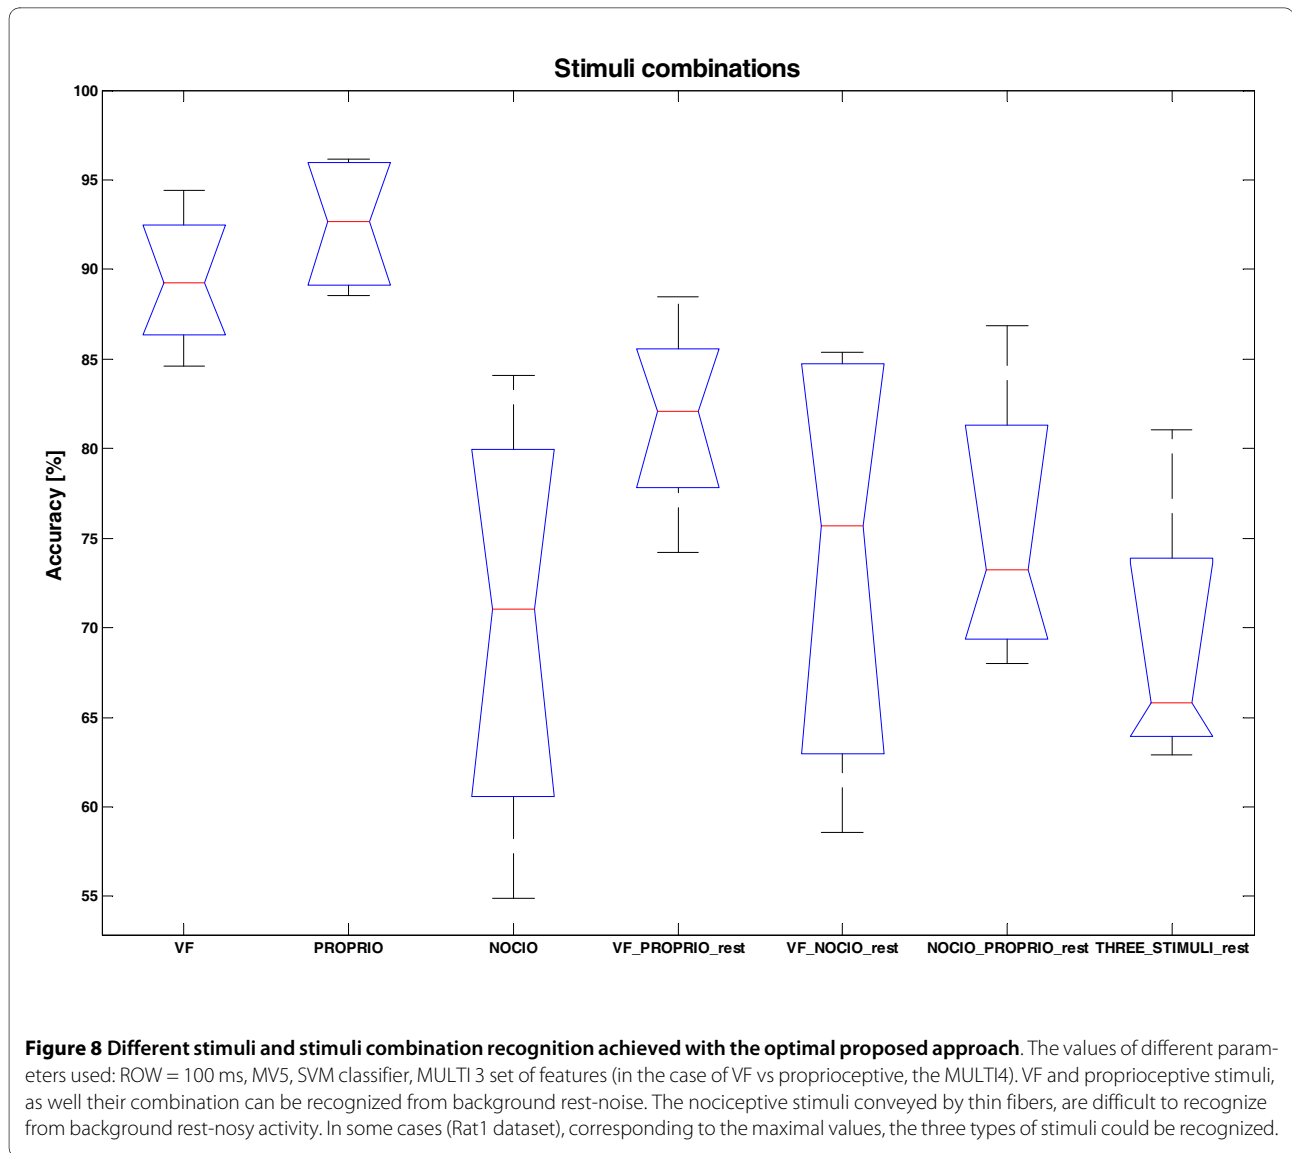 Stimuli combinations
Accuracy [%]
100
95
90
85
80
75
70
65
60
55
VF PROPRIO NOCIO VF_PROPRIO_rest VF_NOCIO_rest NOCIO_PROPRIO_rest THREE_STIMULI_rest
Figure 8 Different stimuli and stimuli combination recognition achieved with the optimal proposed approach. The values of different param-
eters used: ROW = 100 ms, MV5, SVM classifier, MULTI 3 set of features (in the case of VF vs proprioceptive, the MULTI4). VF and proprioceptive stimuli,
as well their combination can be recognized from background rest-noise. The nociceptive stimuli conveyed by thin fibers, are difficult to recognize
from background rest-nosy activity. In some cases (Rat1 dataset), corresponding to the maximal values, the three types of stimuli could be recognized.